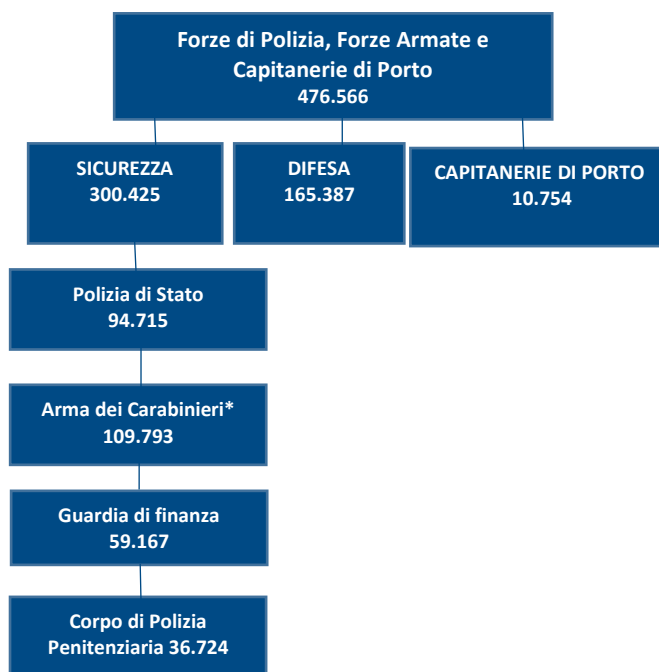 Forze di Polizia, Forze Armate e
Capitanerie di Porto
476.566
SICUREZZA
300.425
DIFESA
165.387
CAPITANERIE DI PORTO
10.754
Polizia di Stato
94.715
Arma dei Carabinieri*
109.793
Guardia di finanza
59.167
Corpo di Polizia
Penitenziaria 36.724